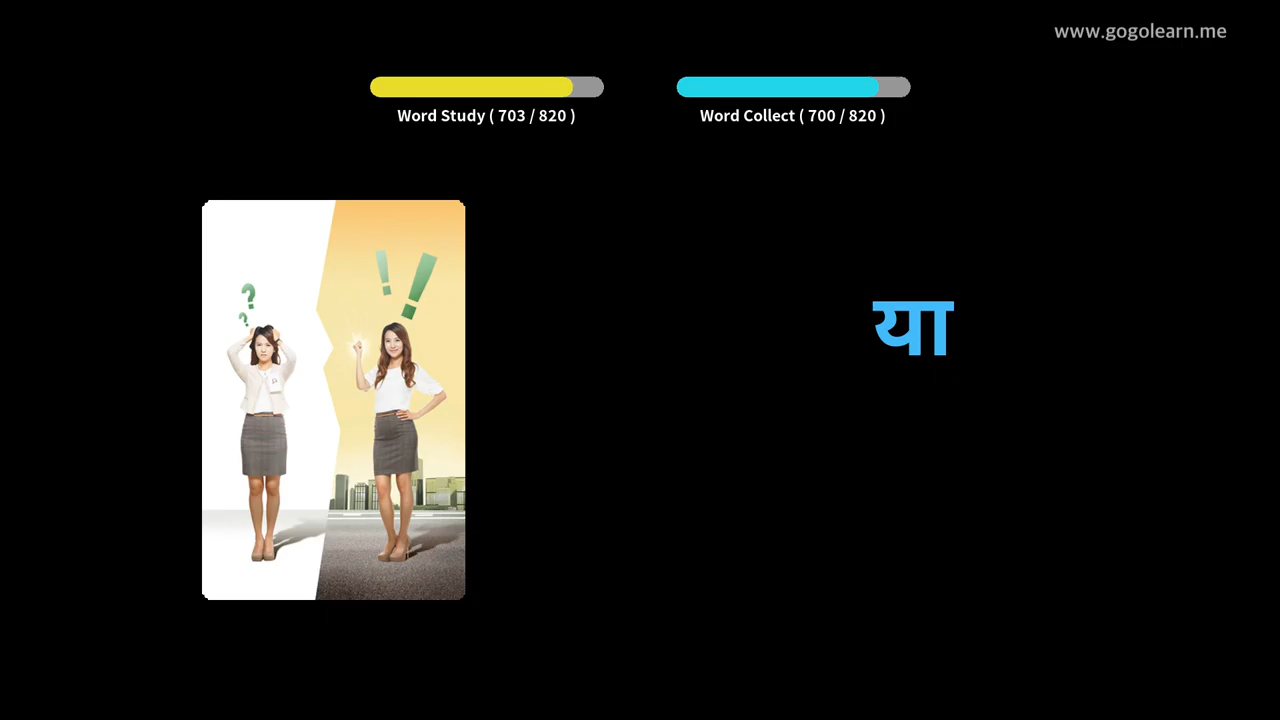 www.gogolearn.me
Word Study ( 703 / 820 )
Word Collect ( 700 / 820 )
? ?
! !
या